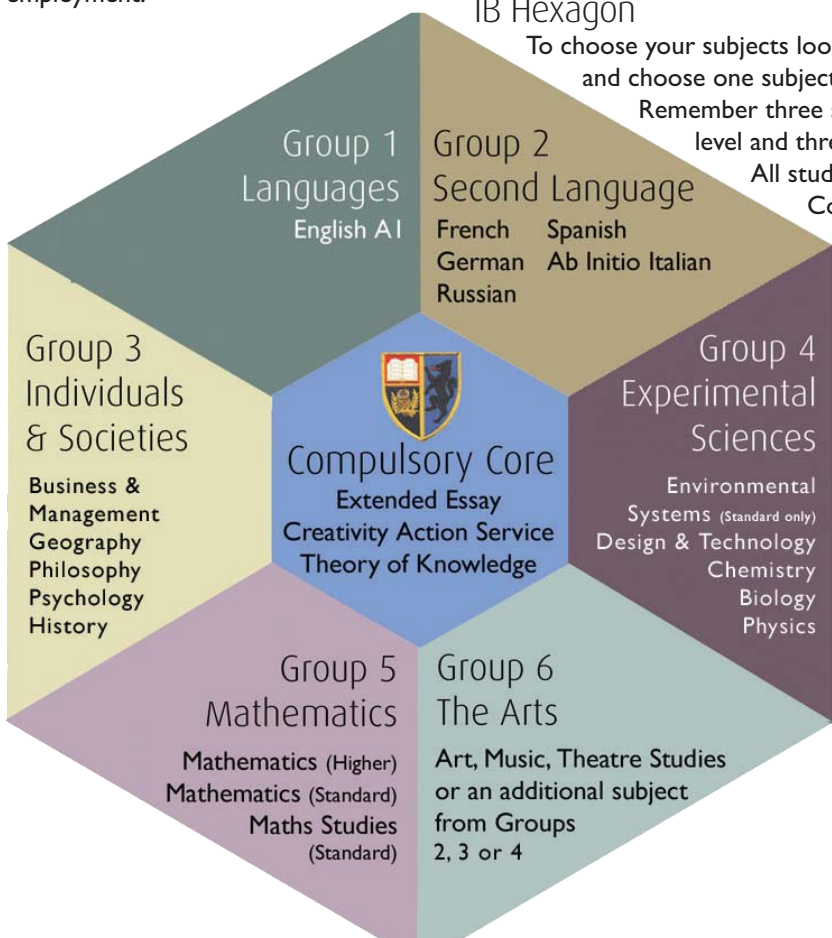 employment.
IB Hexagon
To choose your subjects loo
and choose one subject
Remember three
level and thre
All stud
Co
Group 1
Languages
English A1
Group 2
Second Language
French Spanish
German Ab Initio Italian
Russian
Group 3
Individuals
& Societies
Business &
Management
Geography
Philosophy
Psychology
History
Group 4
Experimental
Sciences
Environmental
Systems (Standard only)
Design & Technology
Chemistry
Biology
Physics
Compulsory Core
Extended Essay
Creativity Action Service
Theory of Knowledge
Group 5
Mathematics
Mathematics (Higher)
Mathematics (Standard)
Maths Studies
(Standard)
Group 6
The Arts
Art, Music, Theatre Studies
or an additional subject
from Groups
2, 3 or 4